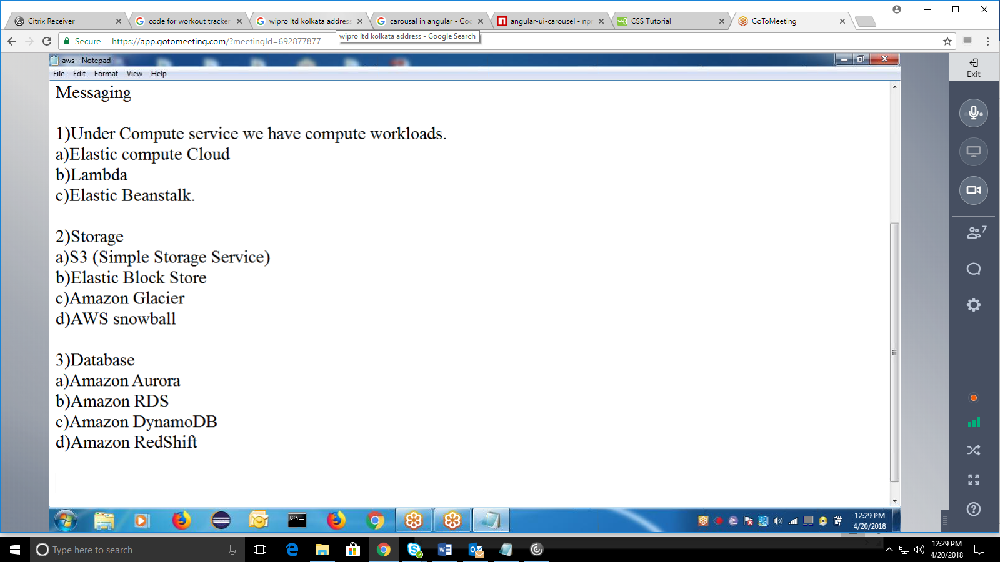 Citrix Receiver
code for workout tracker
wipro ltd kolkata address
carousal in angular - Goo
angular-ui-carousel - npr
CSS Tutorial
GoToMeeting
wipro ltd kolkata address - Google Search
Secure
https://app.gotomeeting.com/?meetingId=692877877
aws - Notepad
Exit
File Edit Format View Help
Messaging
1)Under Compute service we have compute workloads.
a)Elastic compute Cloud
b)Lambda
c)Elastic Beanstalk.
2)Storage
a)S3 (Simple Storage Service)
b)Elastic Block Store
c)Amazon Glacier
d)AWS snowball
3)Database
a)Amazon Aurora
b)Amazon RDS
c)Amazon DynamoDB
d)Amazon RedShift
7
12:29 PM
4/20/2018
Type here to search
12:29 PM
4/20/2018